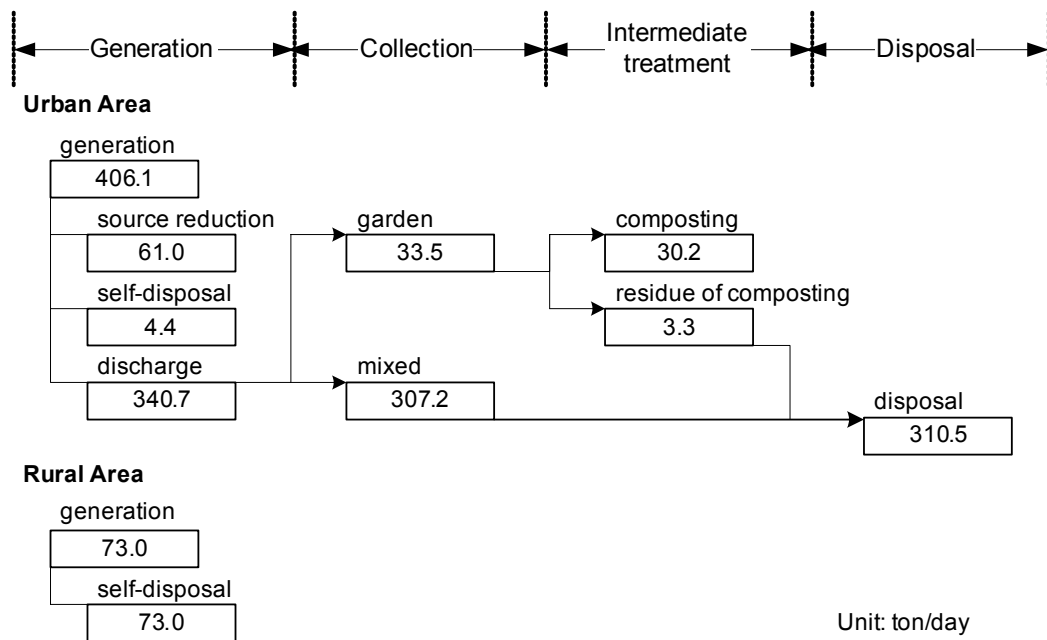 Generation
Collection
Intermediate
treatment
Disposal
Urban Area
generation
406.1
source reduction
61.0
garden
33.5
composting
30.2
self-disposal
4.4
residue of composting
3.3
discharge
340.7
mixed
307.2
disposal
310.5
Rural Area
generation
73.0
self-disposal
73.0
Unit: ton/day